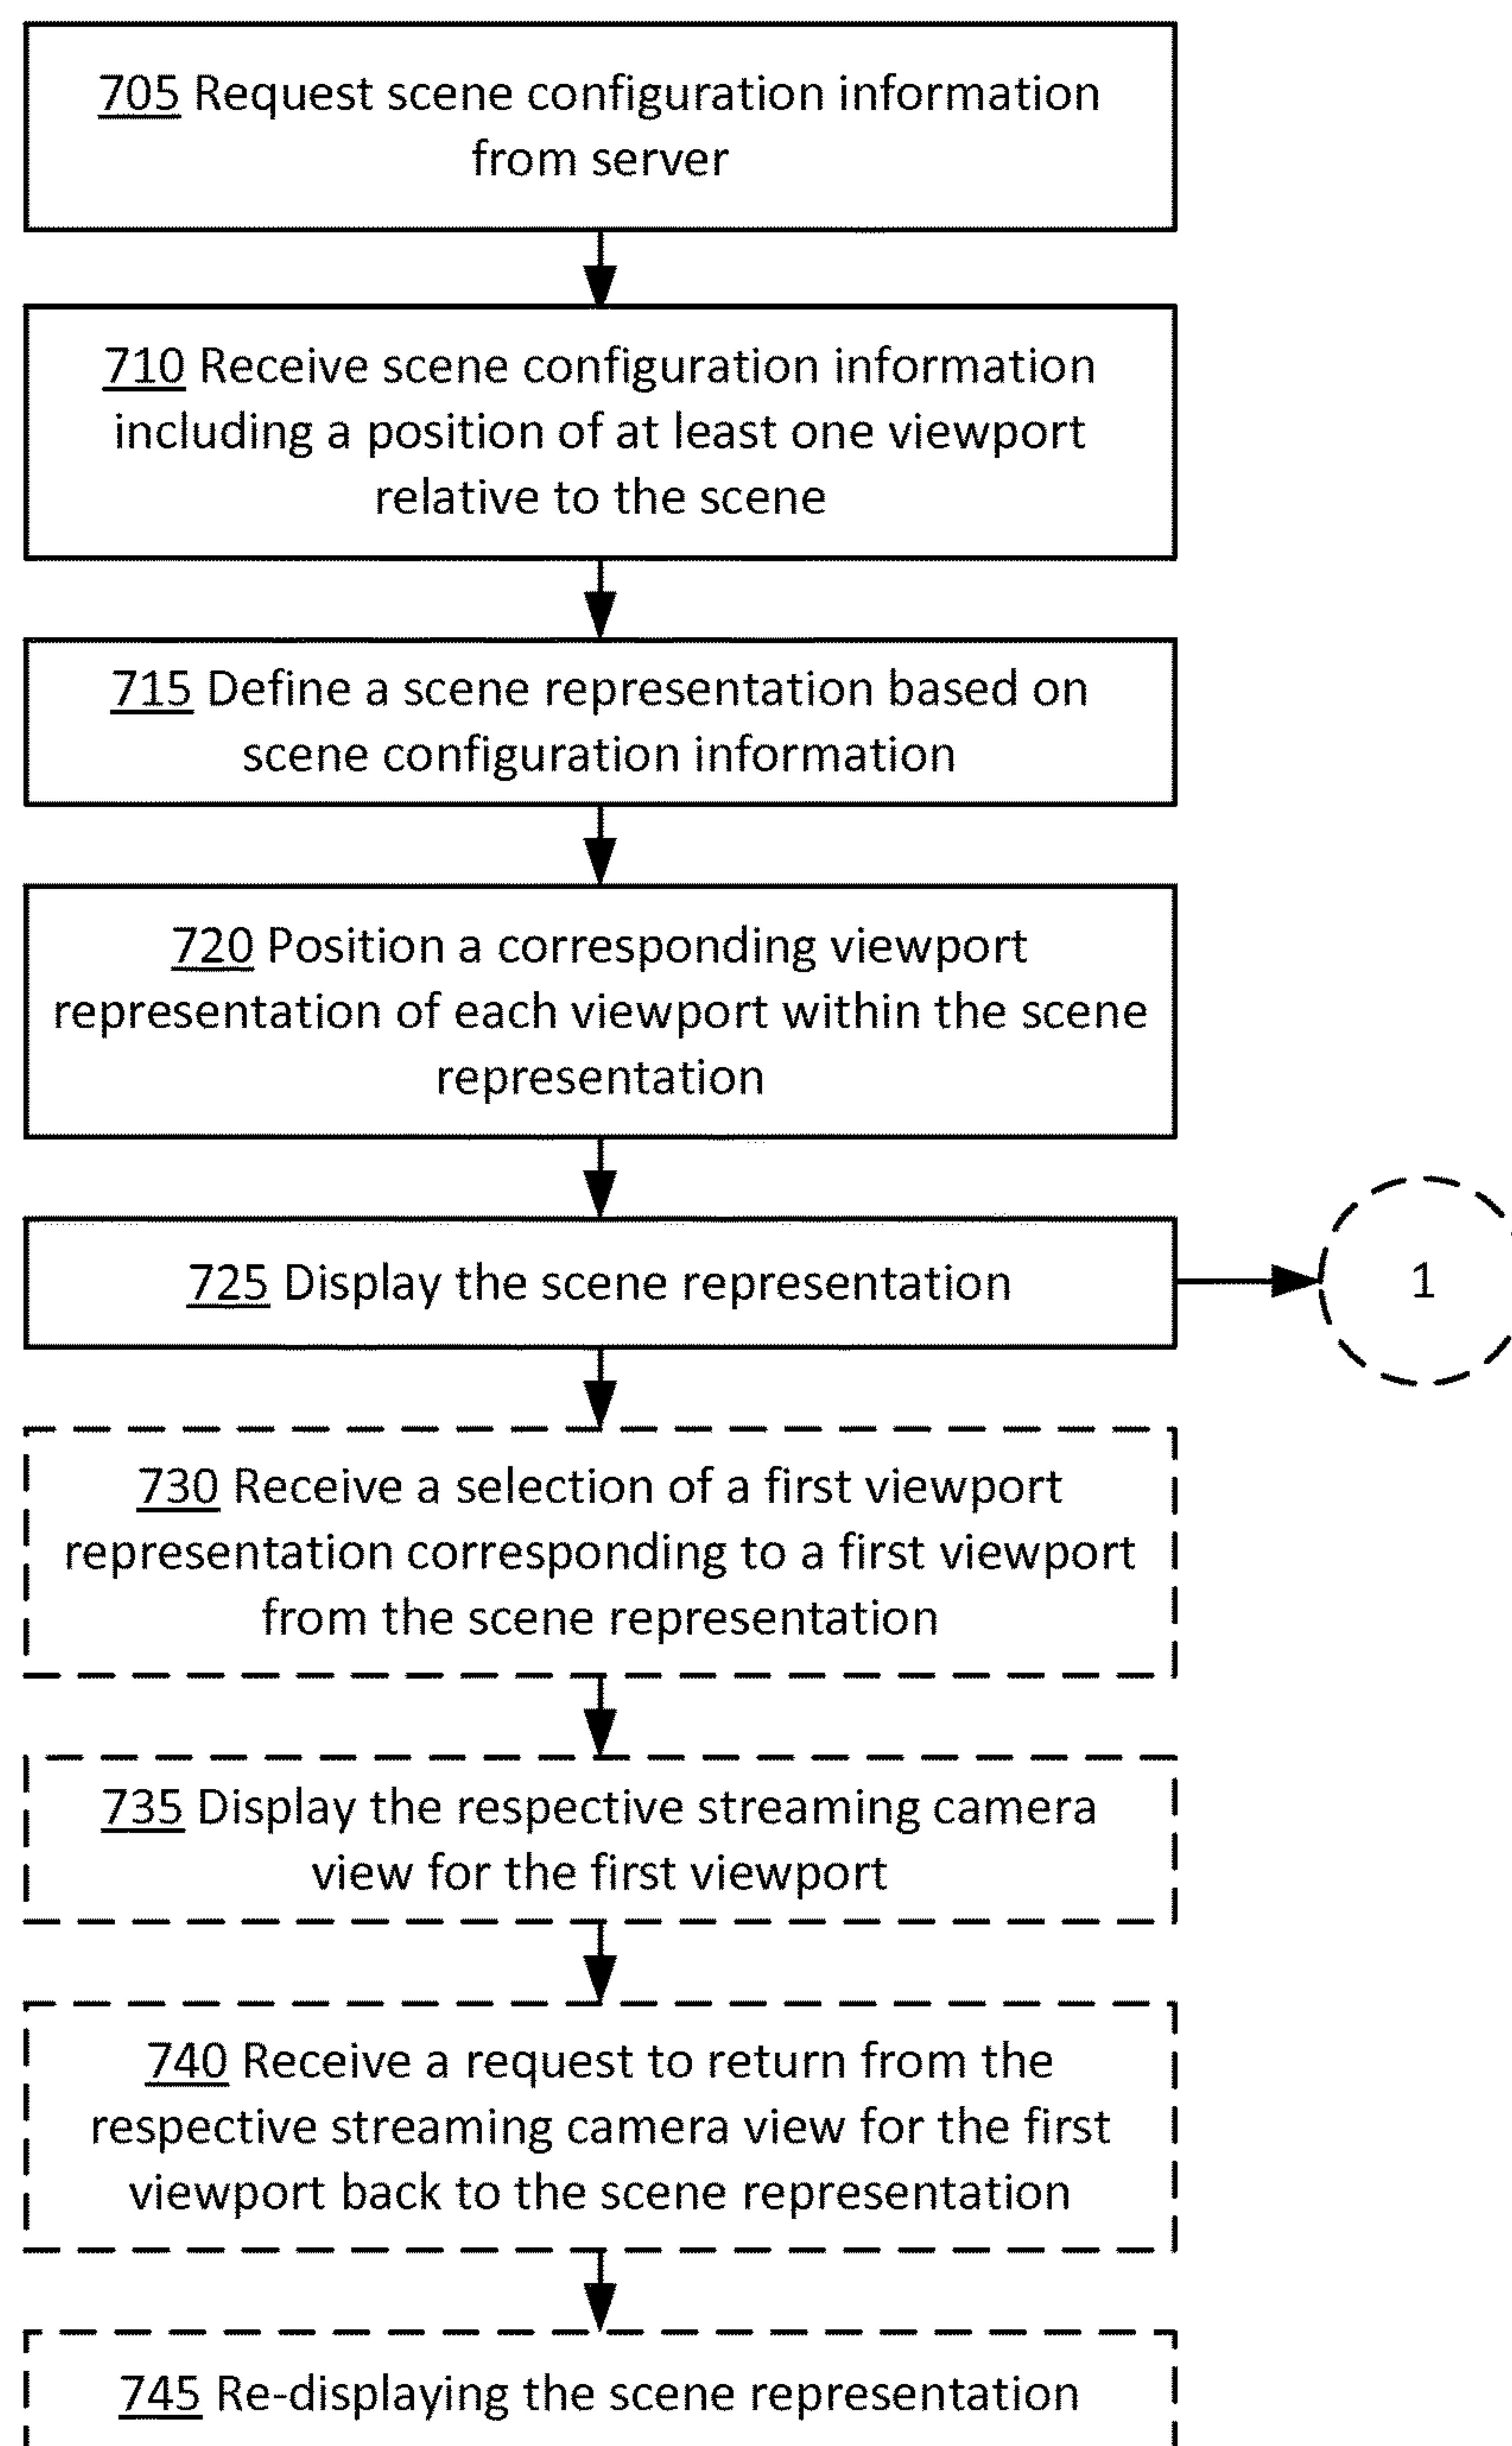 705 Request scene configuration information
from server
710 Receive scene configuration information
including a position of at least one viewport
relative to the scene
715 Define a scene representation based on
scene configuration information
720 Position a corresponding viewport
representation of each viewport within the scene
representation
725 Display the scene representation
1
730 Receive a selection of a first viewport
representation corresponding to a first viewport
from the scene representation
735 Display the respective streaming camera
view for the first viewport
740 Receive a request to return from the
respective streaming camera view for the first
viewport back to the scene representation
745 Re-displaying the scene representation